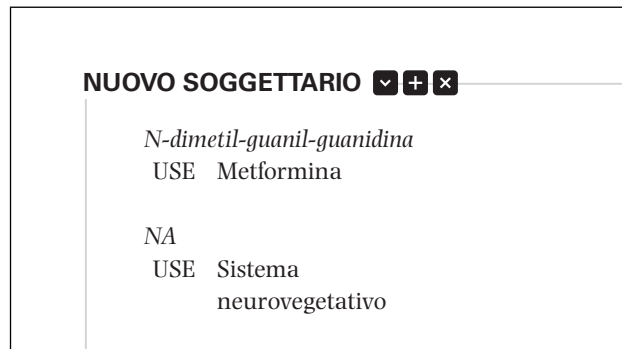 NUOVO SOGGETTARIO
N-dimetil-guanil-guanidina
USE Metformina
NA
USE Sistema
neurovegetativo